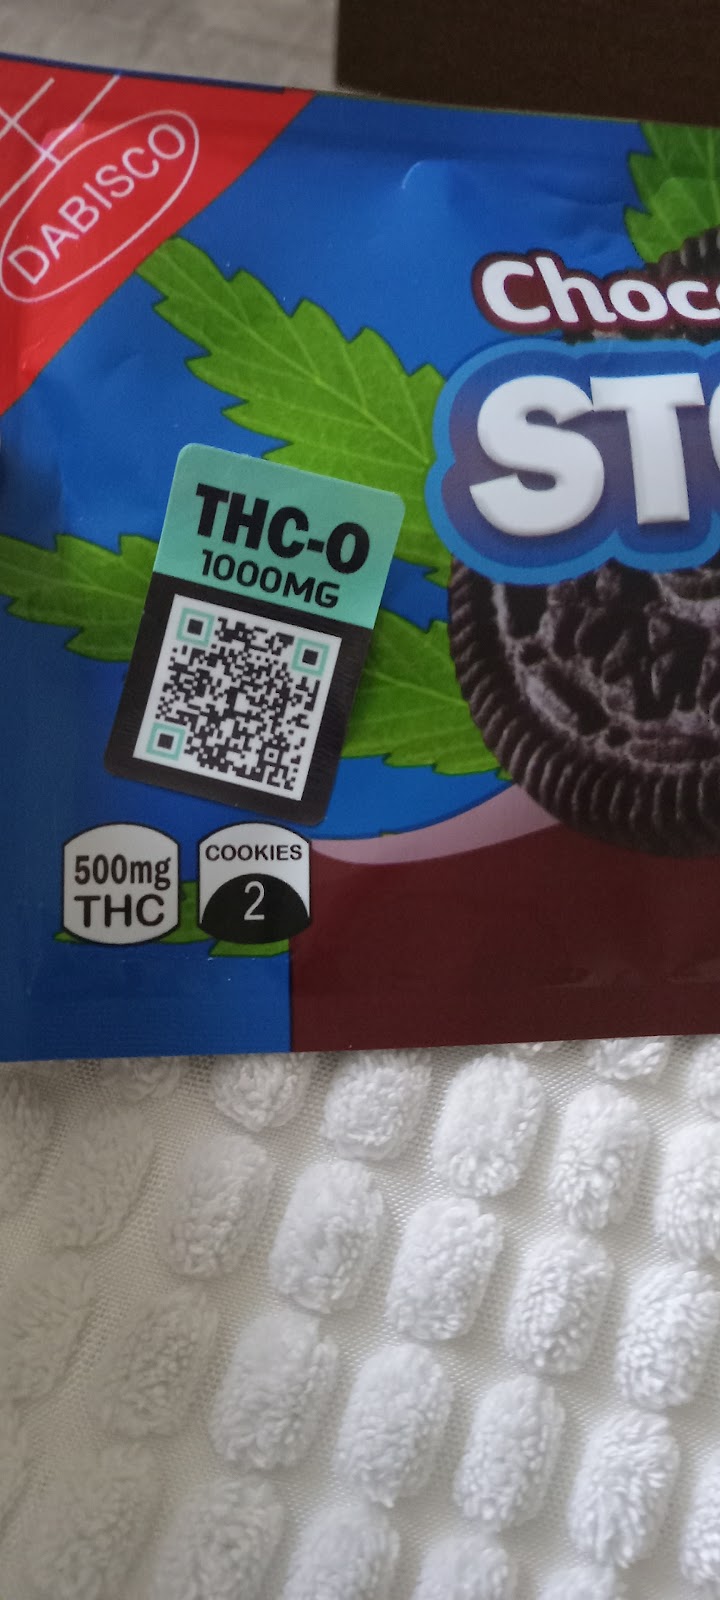 DABISCO
Choc
ST
THC-O
1000MG
500mg
THC
COOKIES
2